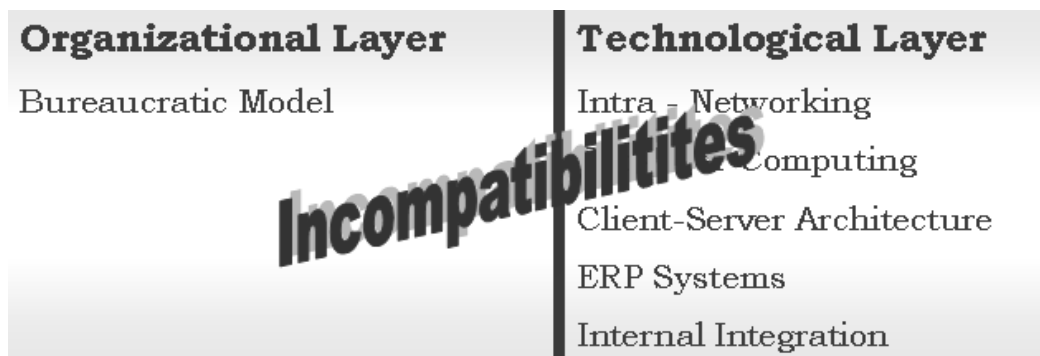 Organizational Layer
Bureaucratic Model
Technological Layer
Intra - Networking
Computing
Client-Server Architecture
ERP Systems
Internal Integration
Incompatibilitites